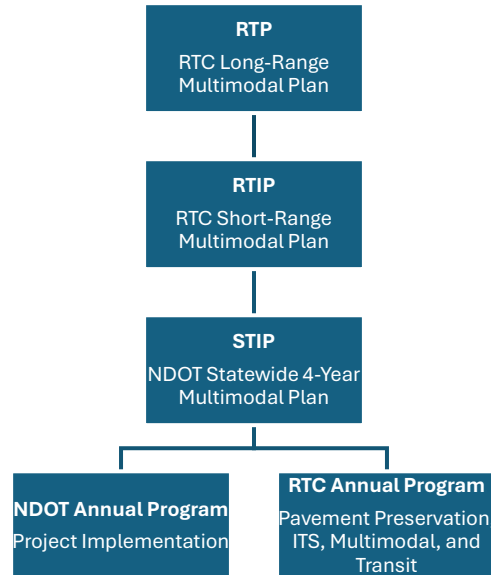 RTP
RTC Long-Range
Multimodal Plan
RTIP
RTC Short-Range
Multimodal Plan
STIP
NDOT Statewide 4-Year
Multimodal Plan
NDOT Annual Program
Project Implementation
RTC Annual Program
Pavement Preservation
ITS, Multimodal, and
Transit